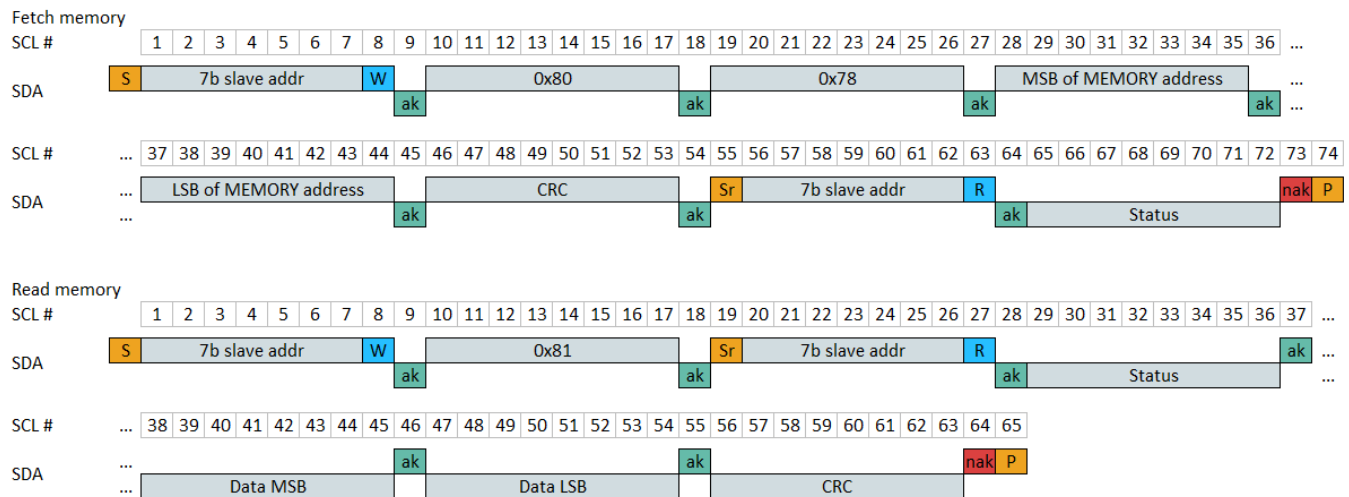 Fetch memory
SCL # 1 2 3 4 5 6 7 8 9 10 11 12 13 14 15 16 17 18 19 20 21 22 23 24 25 26 27 28 29 30 31 32 33 34 35 36 ...
SDA S 7b slave addr W 0x80 0x78 MSB of MEMORY address ...
ak ak ak ak ...
SCL # ... 37 38 39 40 41 42 43 44 45 46 47 48 49 50 51 52 53 54 55 56 57 58 59 60 61 62 63 64 65 66 67 68 69 70 71 72 73 74
SDA ... LSB of MEMORY address CRC Sr 7b slave addr R nak P
... ak ak ak Status
Read memory
SCL # 1 2 3 4 5 6 7 8 9 10 11 12 13 14 15 16 17 18 19 20 21 22 23 24 25 26 27 28 29 30 31 32 33 34 35 36 37 ...
SDA S 7b slave addr W 0x81 Sr 7b slave addr R ak ...
ak ak ak Status ...
SCL # ... 38 39 40 41 42 43 44 45 46 47 48 49 50 51 52 53 54 55 56 57 58 59 60 61 62 63 64 65
SDA ... ak ak nak P
... Data MSB Data LSB CRC